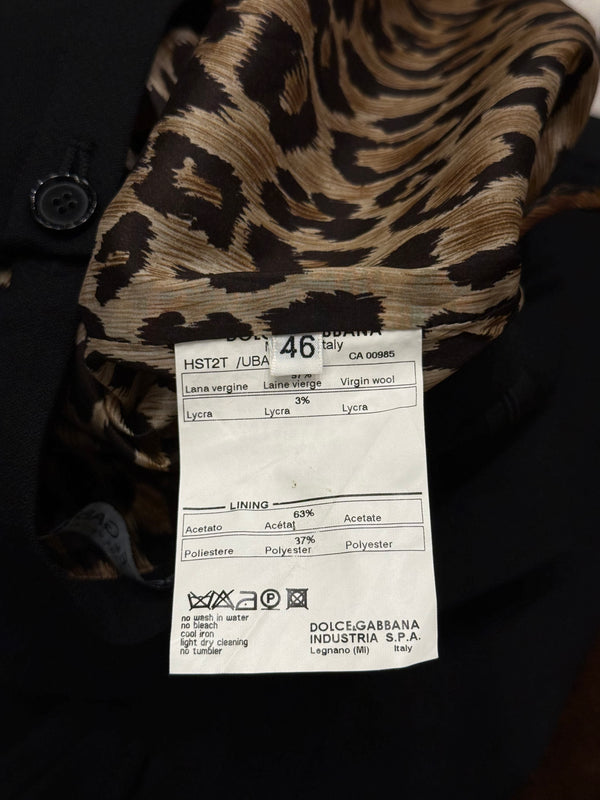 DOLCE&GABBANA
46
Italy
HST2T /UBA
CA 00985
97%
Lana vergine Laine vierge Virgin wool
3%
Lycra Lycra Lycra
LINING
63%
Acetato Acétat Acetate
37%
Poliestere Polyester Polyester
no wash in water
no bleach
cool iron
light dry cleaning
no tumbler
DOLCE&GABBANA
INDUSTRIA S.P.A.
Legnano (MI) Italy